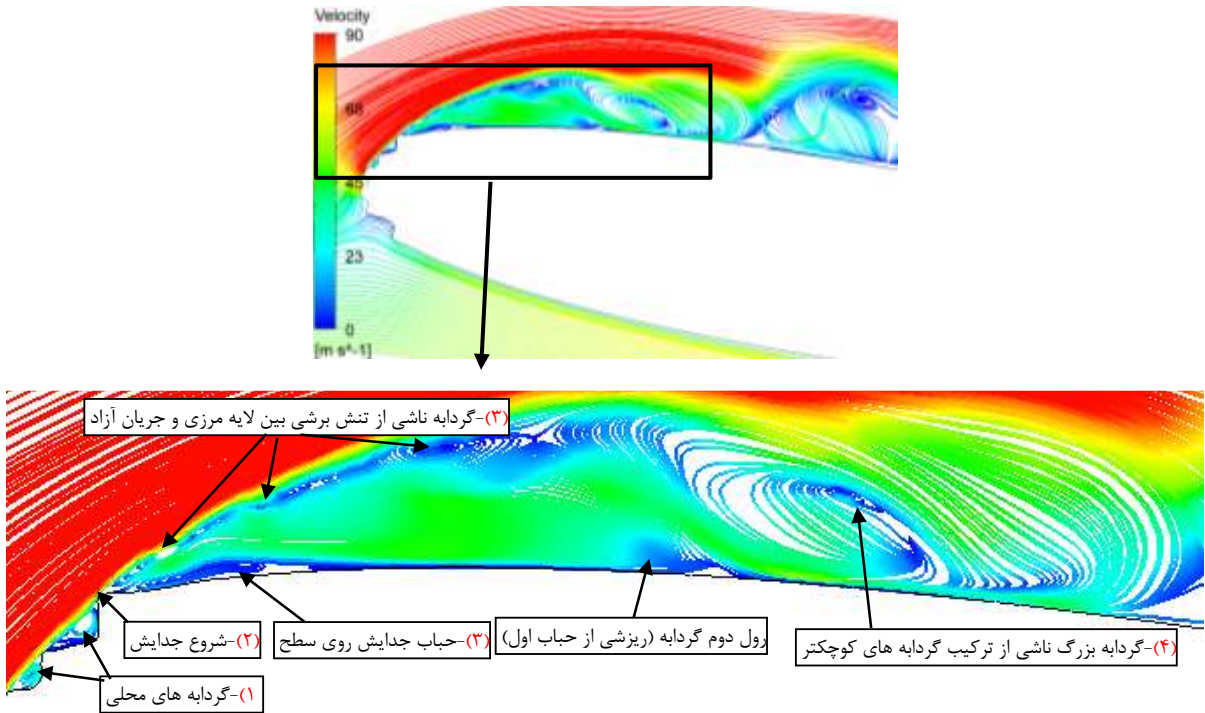 Velocity
90
68
45
23
0
[m s^-1]
(۳)-گردابه ناشی از تنش برشی بین لایه مرزی و جریان آزاد
(۲)-شروع جدایش
(۳)-حباب جدایش روی سطح
رول دوم گردابه (ریزشی از حباب اول)
(۴)-گردابه بزرگ ناشی از ترکیب گردابه های کوچکتر
(۱)-گردابه های محلی